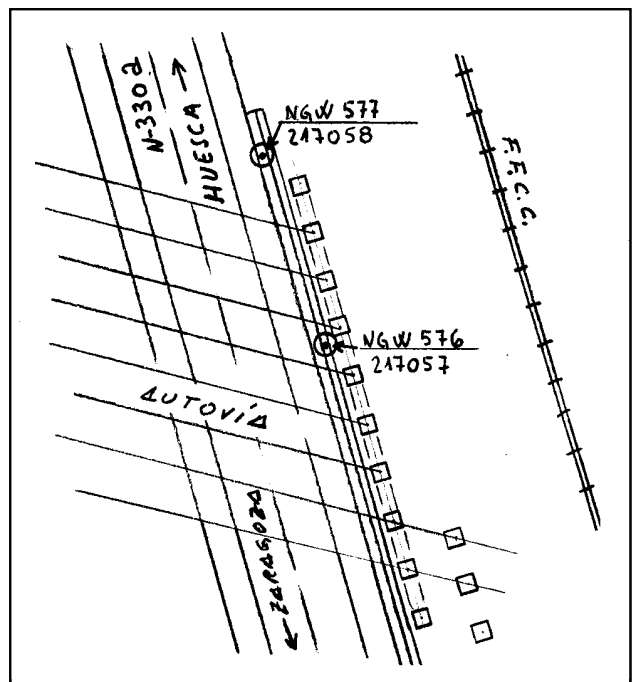 N-330a
HUESCA
NGW 577
217058
F.F.C.C.
NGW 576
217057
AUTOVÍA
ZARAGOZA